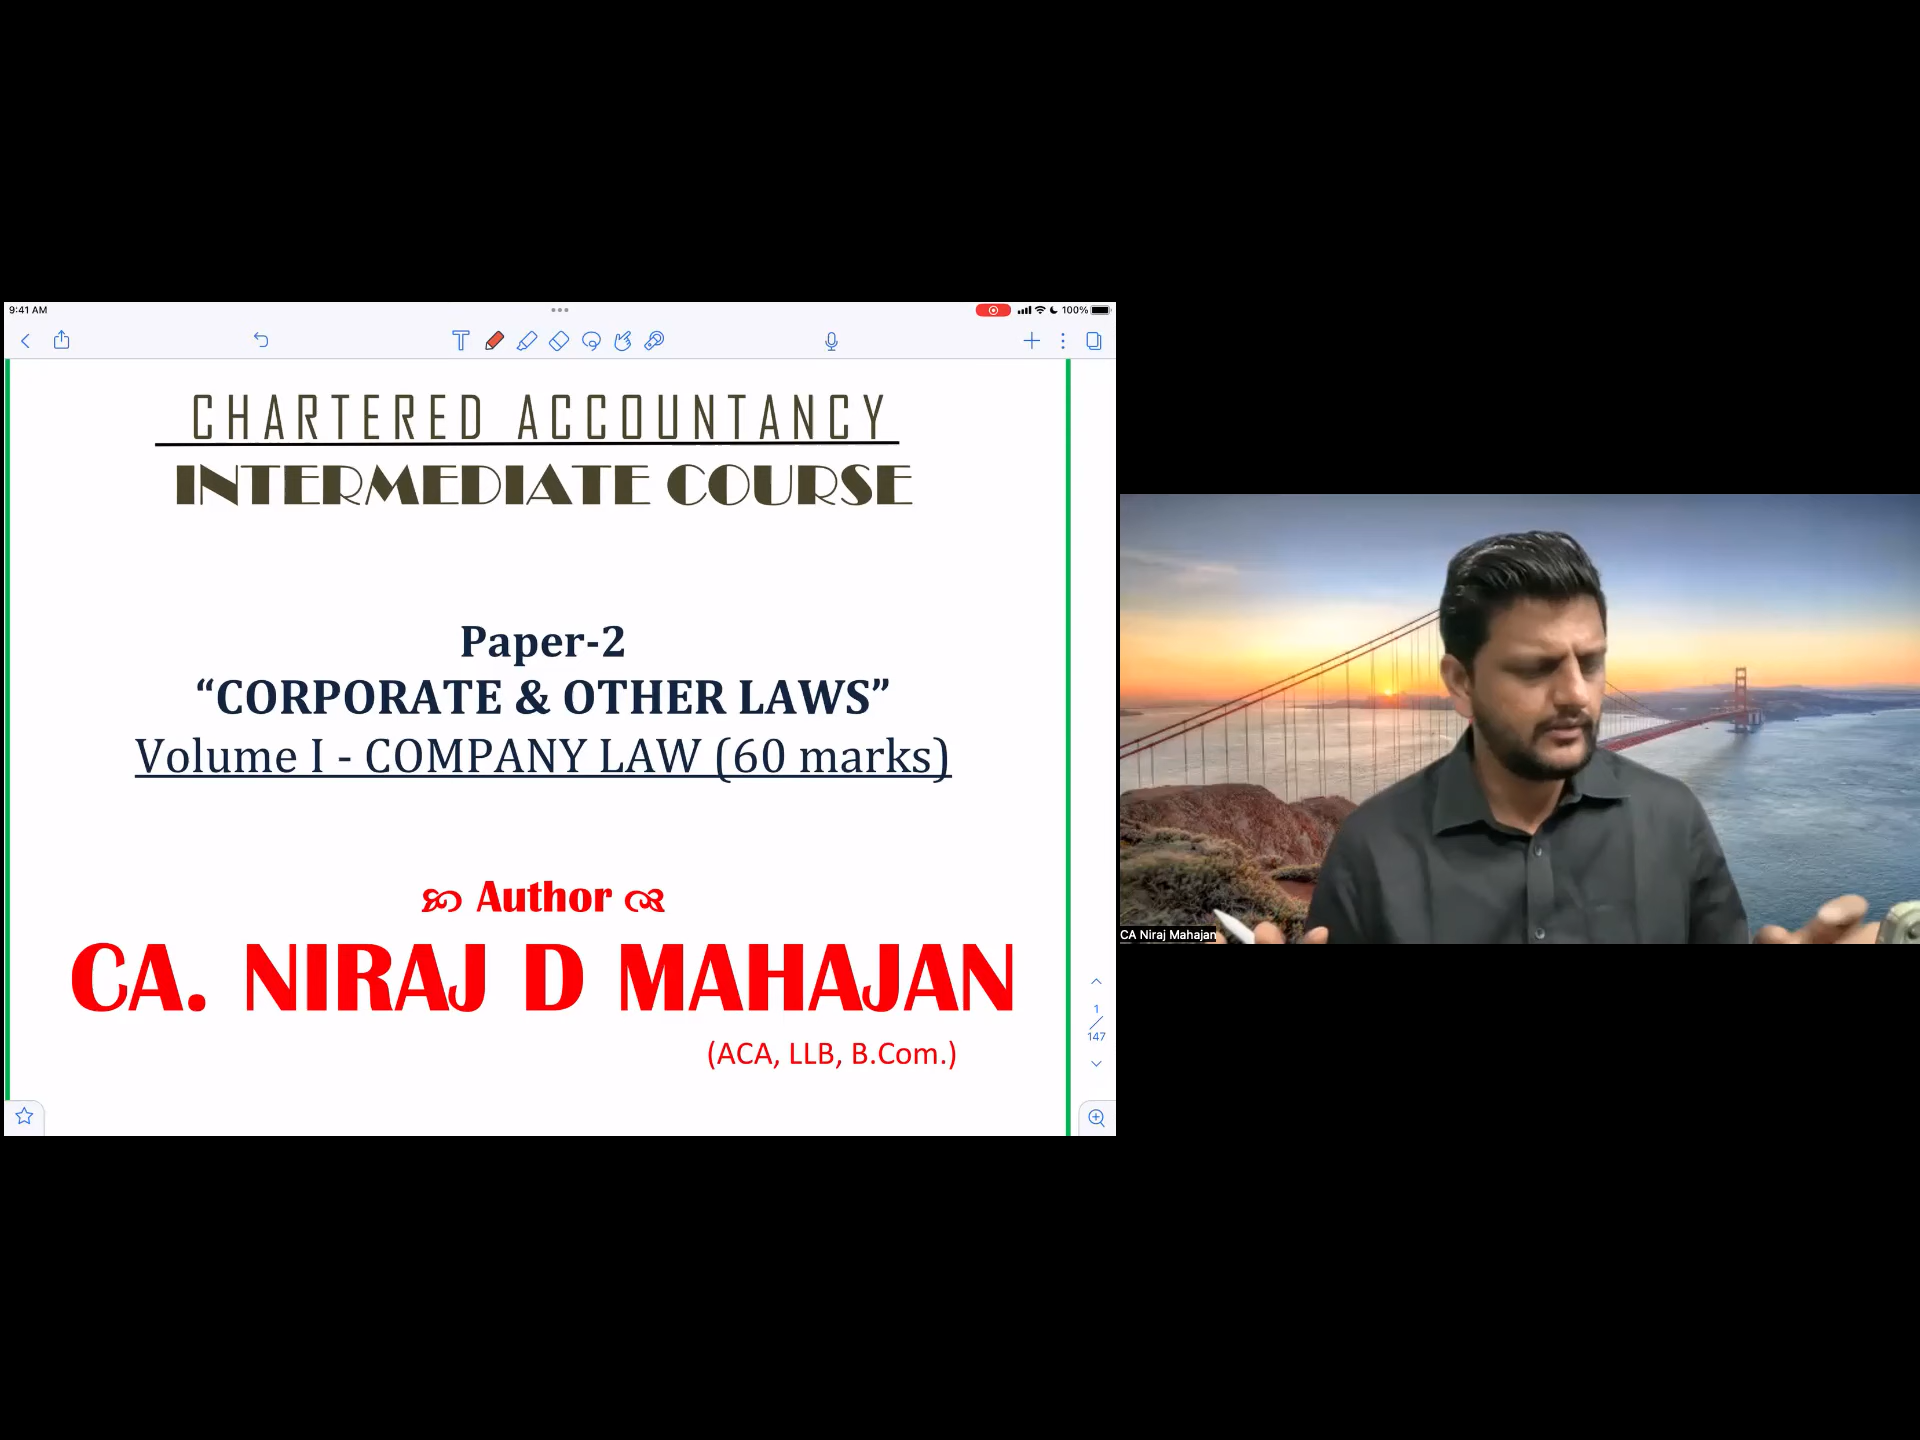 9:41 AM
100%
CHARTERED ACCOUNTANCY
INTERMEDIATE COURSE
Paper-2
“CORPORATE & OTHER LAWS”
Volume I - COMPANY LAW (60 marks)
Author
CA. NIRAJ D MAHAJAN
(ACA, LLB, B.Com.)
1
/
147
CA Niraj Mahajan